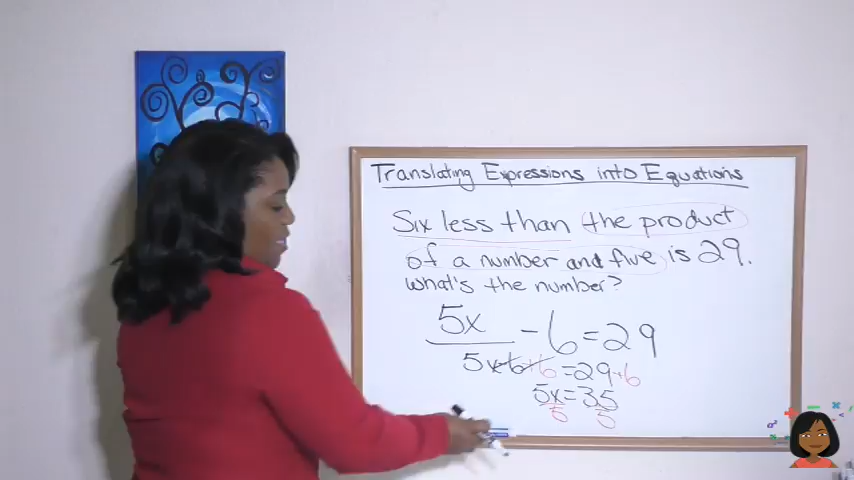 Translating Expressions into Equations
Six less than the product
of a number and five is 29.
what's the number?
5x - 6 = 29
5x - 6 + 6 = 29 + 6
5x = 35
5 5